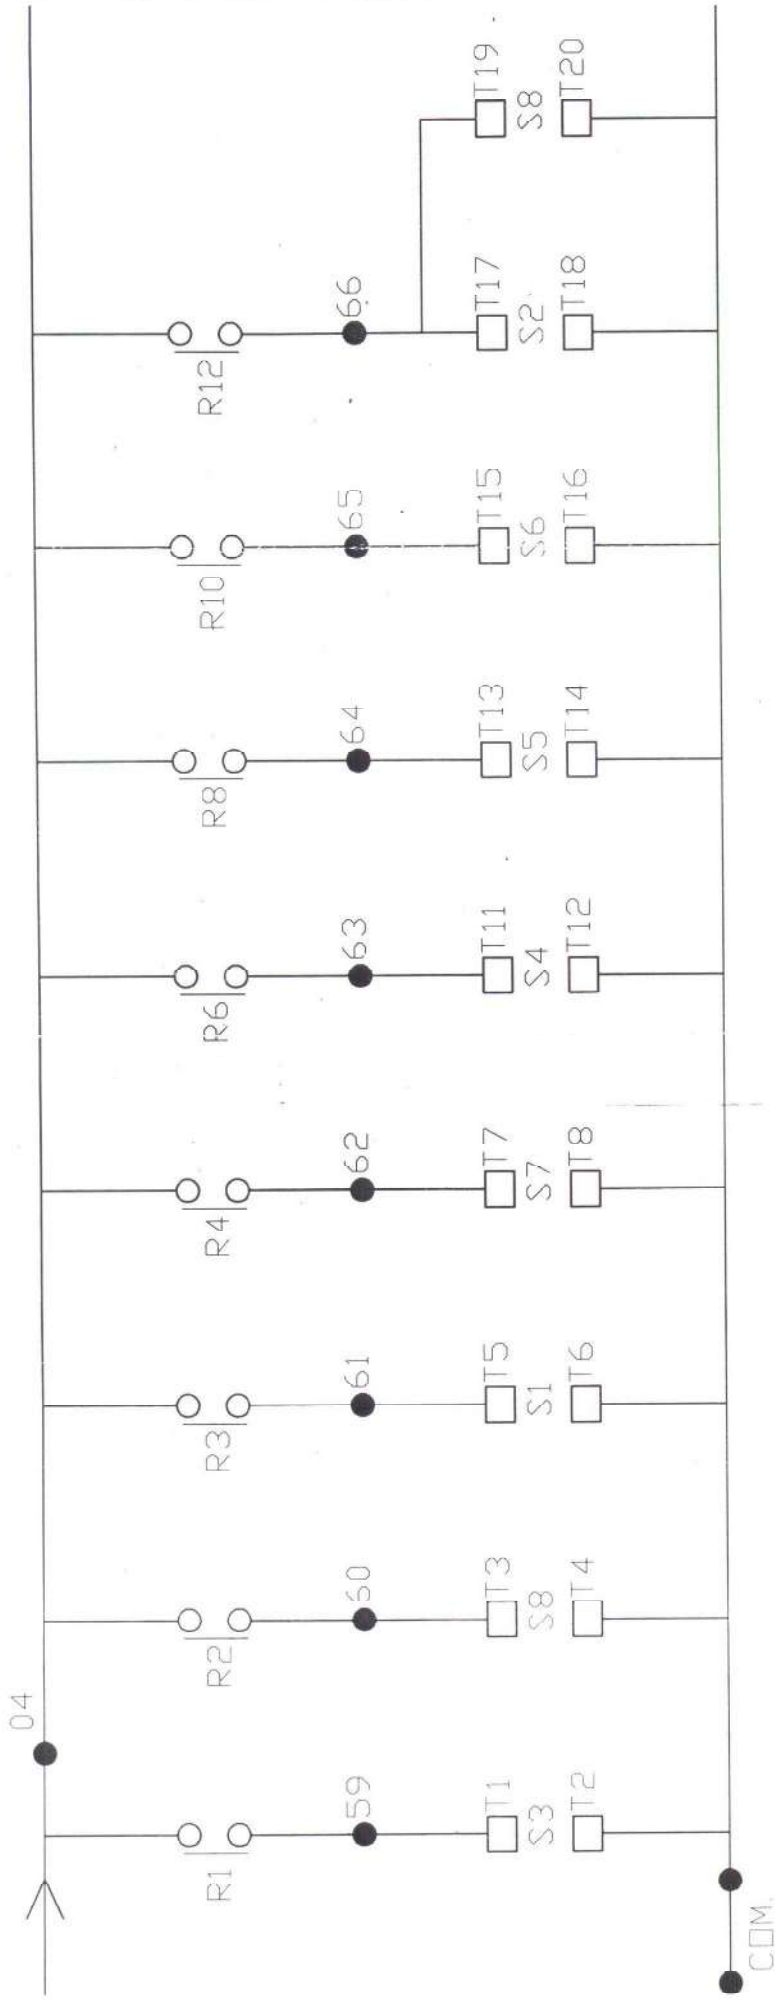 04
R1 R2 R3 R4 R6 R8 R10 R12
59 60 61 62 63 64 65 66
T1 T3 T5 T7 T11 T13 T15 T17 T19
S3 S8 S1 S7 S4 S5 S6 S2 S8
T2 T4 T6 T8 T12 T14 T16 T18 T20
COM.